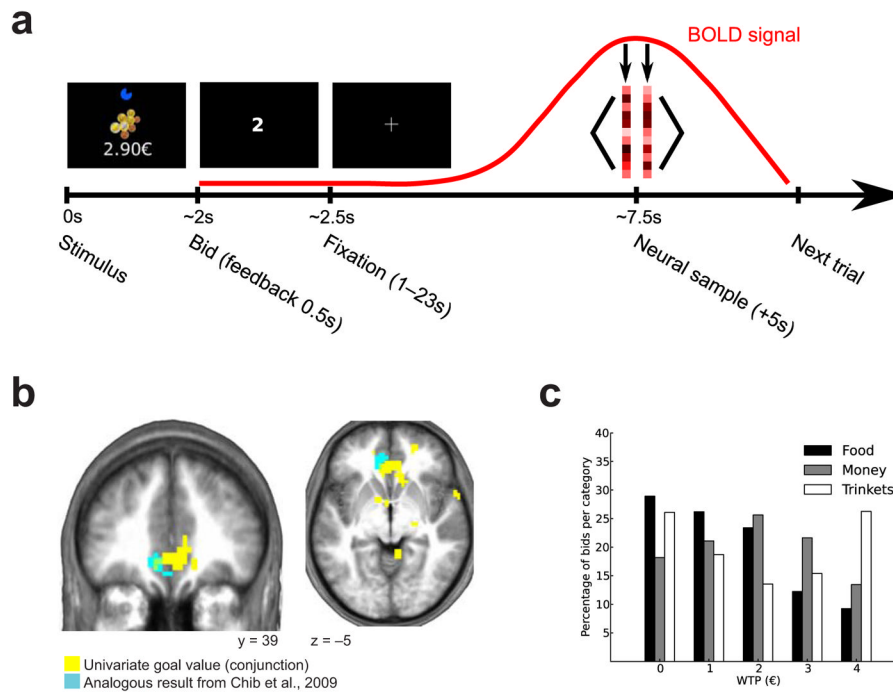 a
BOLD signal
2.90€
2
0s
~2s
~2.5s
~7.5s
Stimulus
Bid (feedback 0.5s)
Fixation (1–23s)
Neural sample (+5s)
Next trial
b
y = 39
z = –5
Univariate goal value (conjunction)
Analogous result from Chib et al., 2009
c
Percentage of bids per category
40
35
30
25
20
15
10
5
Food
Money
Trinkets
0
1
2
3
4
WTP (€)